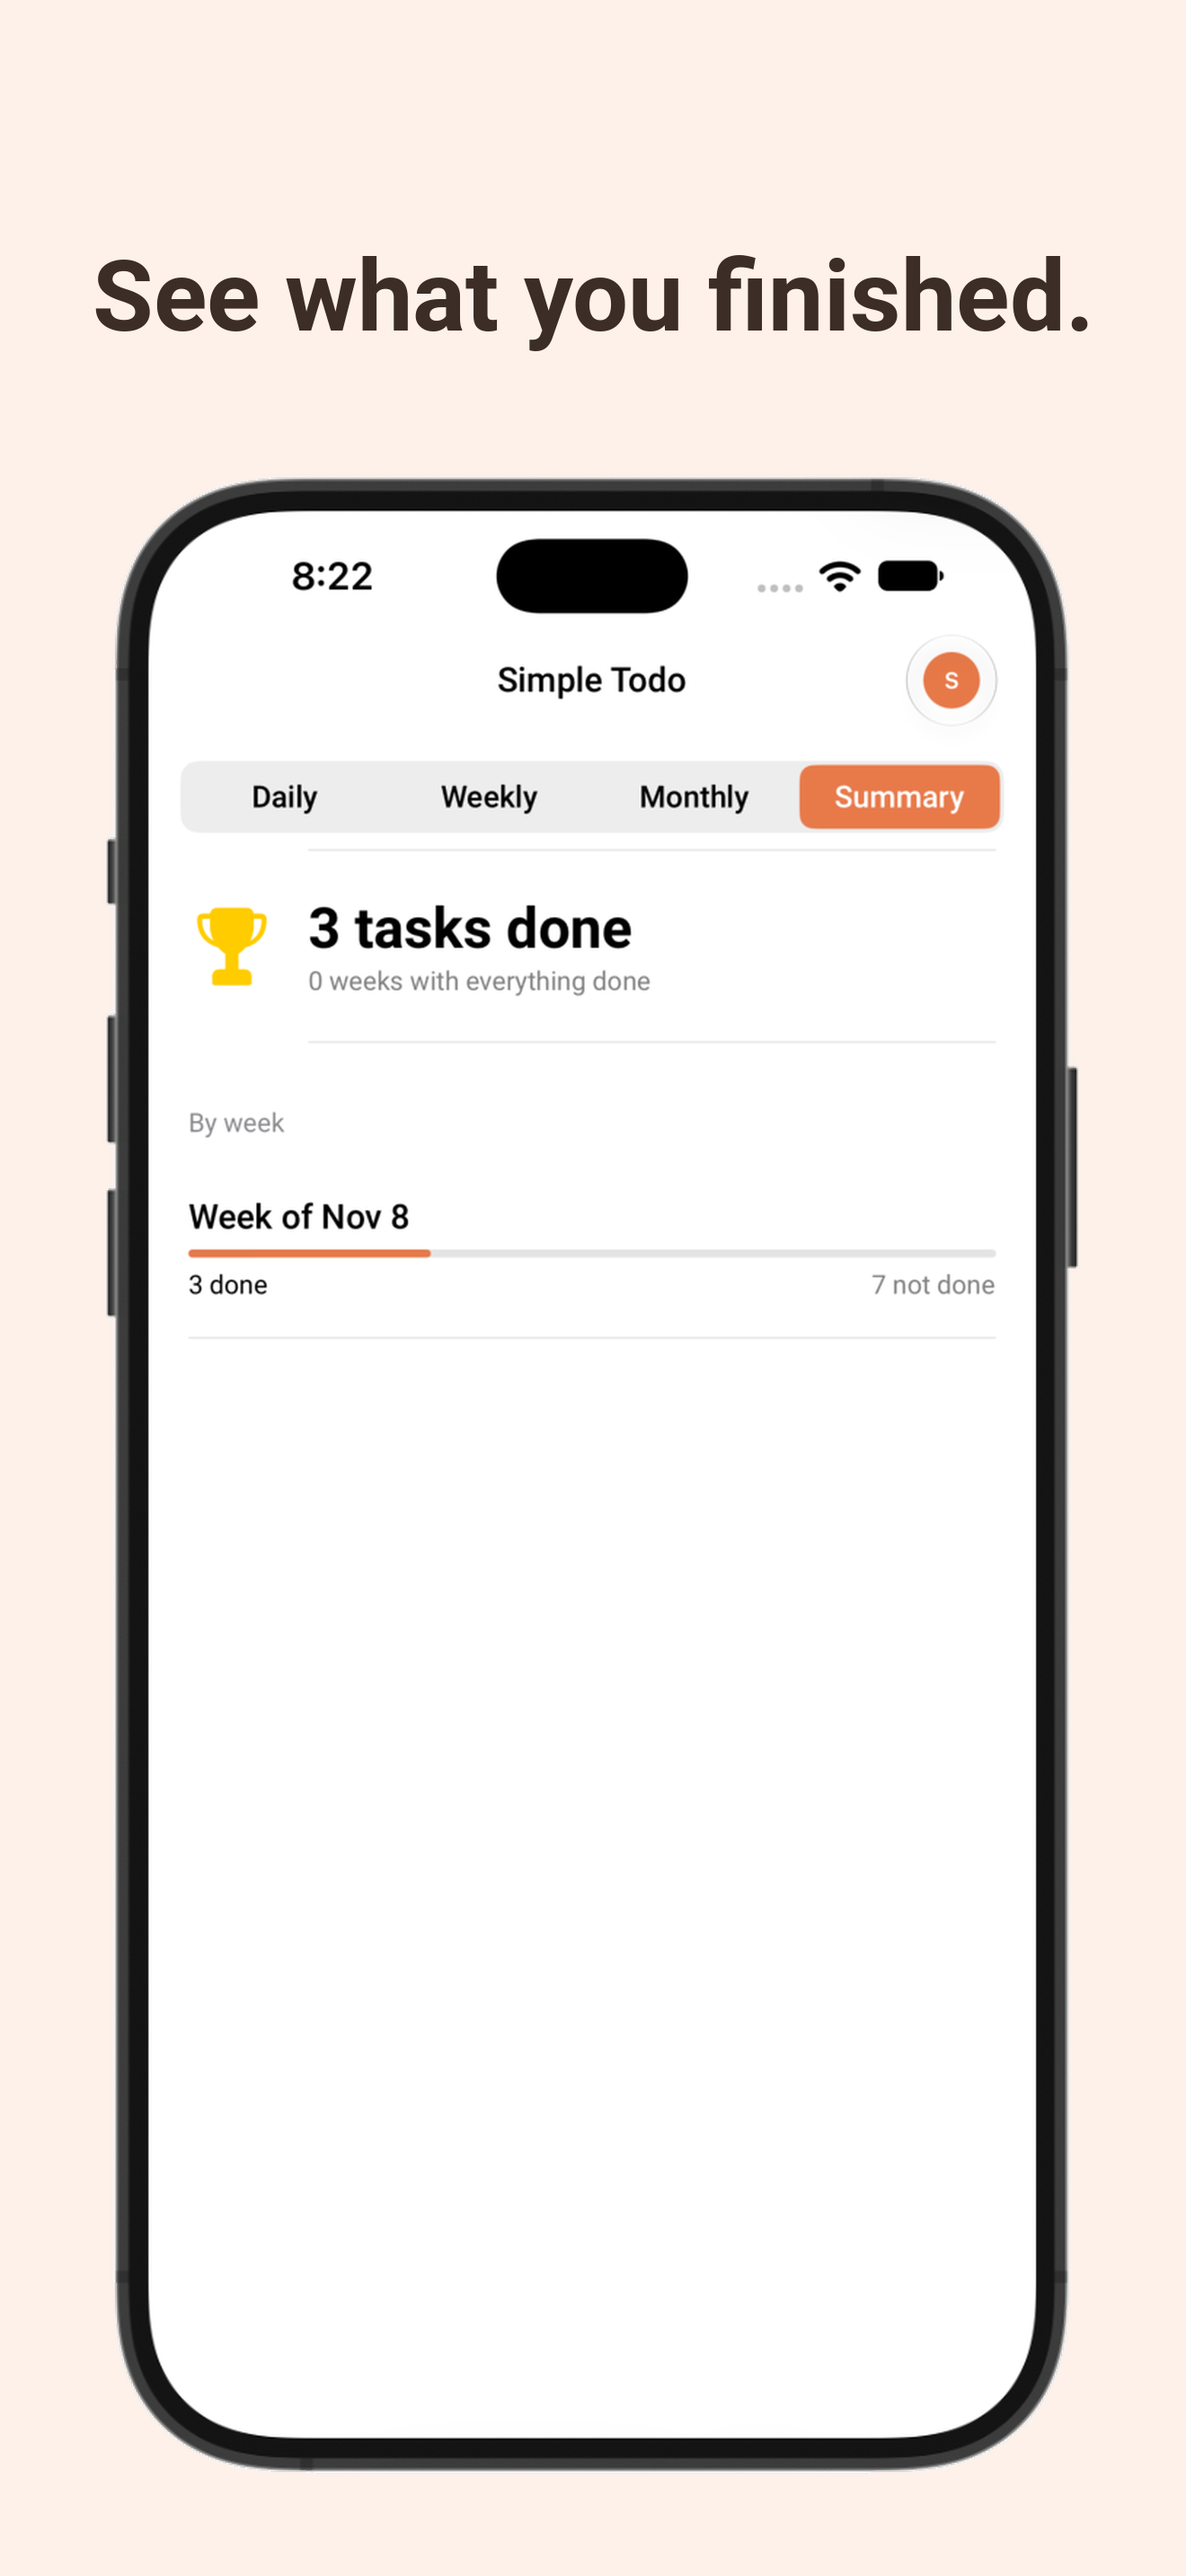 See what you finished.
8:22
Simple Todo
S
Daily Weekly Monthly Summary
3 tasks done
0 weeks with everything done
By week
Week of Nov 8
3 done 7 not done